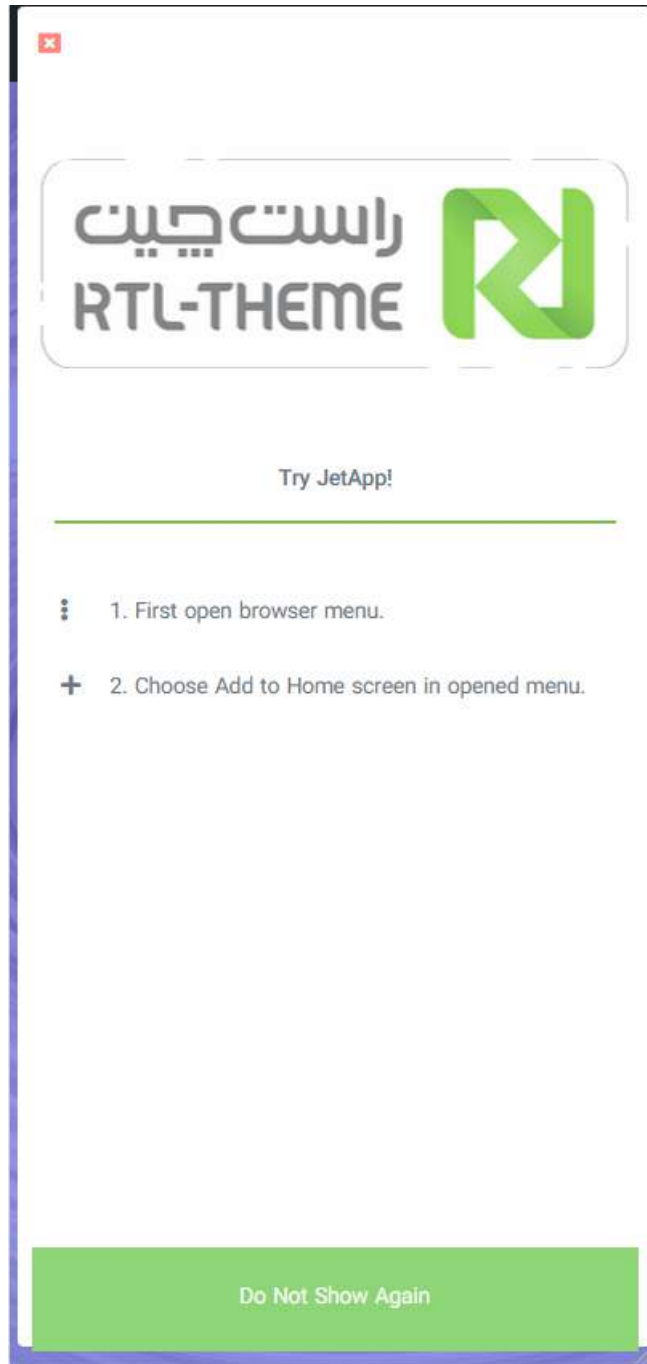 راست چین
RTL-THEME
Try JetApp!
1. First open browser menu.
2. Choose Add to Home screen in opened menu.
Do Not Show Again